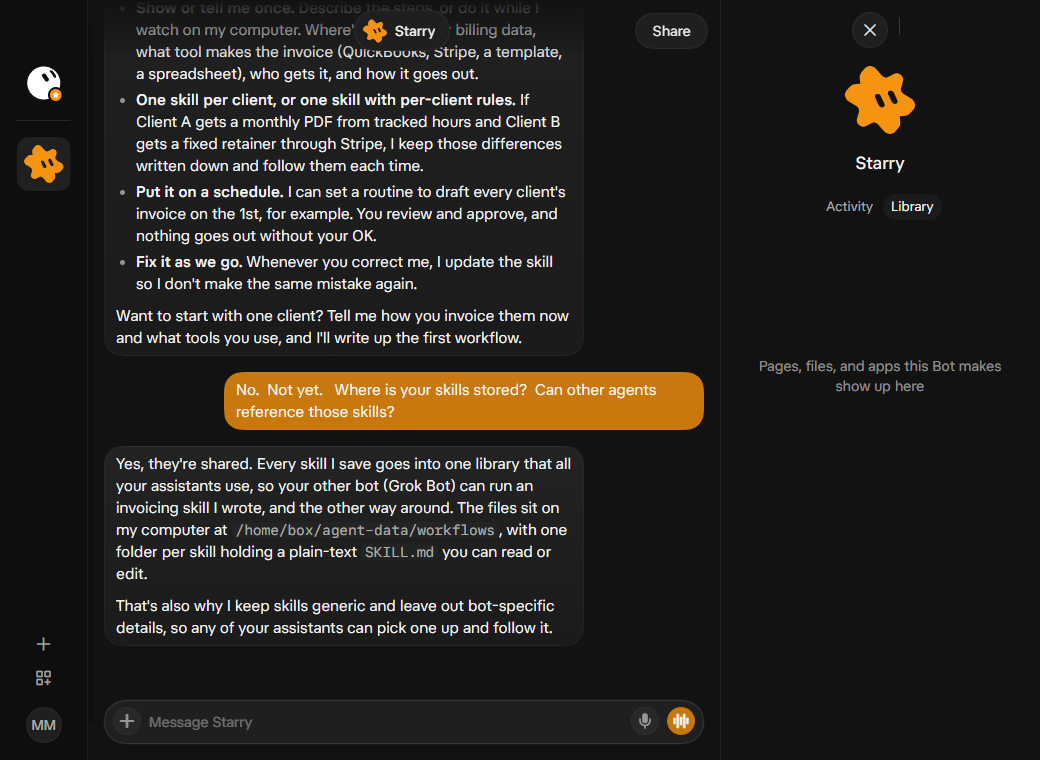 Show or tell me once. Describe the steps, or do it while I
watch on my computer. Where' billing data,
what tool makes the invoice (QuickBooks, Stripe, a template,
a spreadsheet), who gets it, and how it goes out.
One skill per client, or one skill with per-client rules. If
Client A gets a monthly PDF from tracked hours and Client B
gets a fixed retainer through Stripe, I keep those differences
written down and follow them each time.
Put it on a schedule. I can set a routine to draft every client's
invoice on the 1st, for example. You review and approve, and
nothing goes out without your OK.
Fix it as we go. Whenever you correct me, I update the skill
so I don't make the same mistake again.
Want to start with one client? Tell me how you invoice them now
and what tools you use, and I'll write up the first workflow.
No.  Not yet.   Where is your skills stored?  Can other agents
reference those skills?
Yes, they're shared. Every skill I save goes into one library that all
your assistants use, so your other bot (Grok Bot) can run an
invoicing skill I wrote, and the other way around. The files sit on
my computer at /home/box/agent-data/workflows, with one
folder per skill holding a plain-text SKILL.md you can read or
edit.
That's also why I keep skills generic and leave out bot-specific
details, so any of your assistants can pick one up and follow it.
Message Starry
Starry
Share
MM
Starry
Activity Library
Pages, files, and apps this Bot makes
show up here